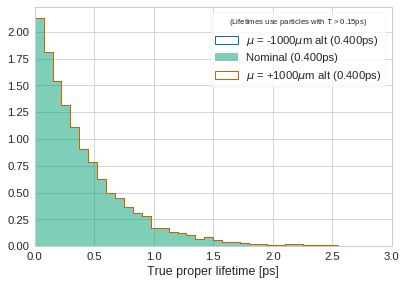 (Lifetimes use particles with T > 0.15ps)
μ = -1000μm alt (0.400ps)
Nominal (0.400ps)
μ = +1000μm alt (0.400ps)
2.00
1.75
1.50
1.25
1.00
0.75
0.50
0.25
0.00
0.0 0.5 1.0 1.5 2.0 2.5 3.0
True proper lifetime [ps]